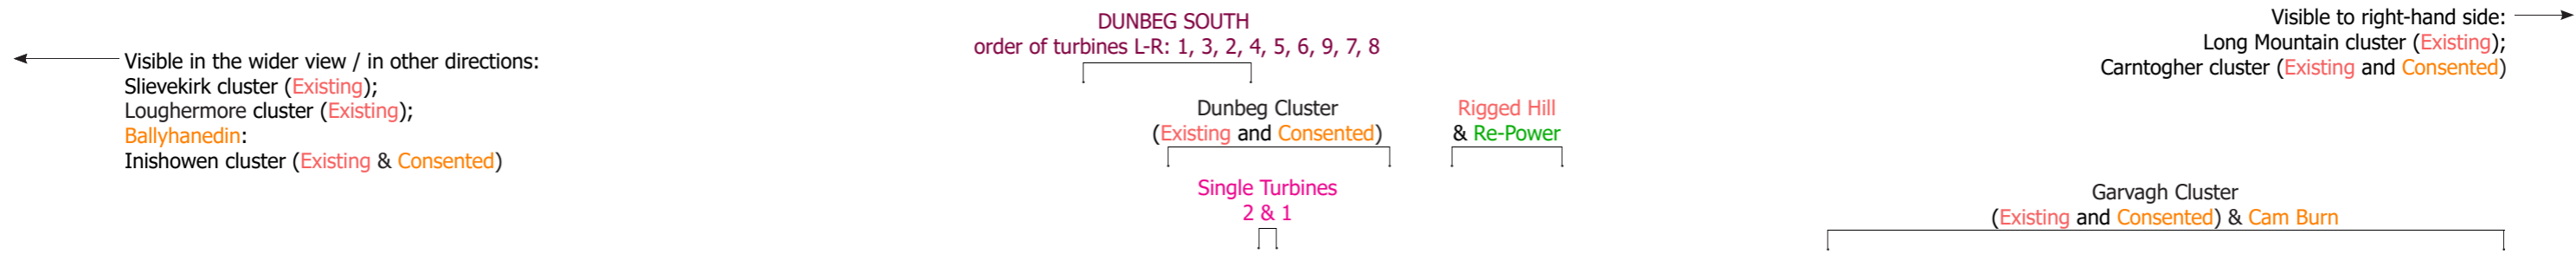 Visible in the wider view / in other directions:
Slievekirk cluster (Existing);
Loughermore cluster (Existing);
Ballyhanedin:
Inishowen cluster (Existing & Consented)
DUNBEG SOUTH
order of turbines L-R: 1, 3, 2, 4, 5, 6, 9, 7, 8
Dunbeg Cluster
(Existing and Consented)
Single Turbines
2 & 1
Rigged Hill
& Re-Power
Visible to right-hand side:
Long Mountain cluster (Existing);
Carntogher cluster (Existing and Consented)
Garvagh Cluster
(Existing and Consented) & Cam Burn